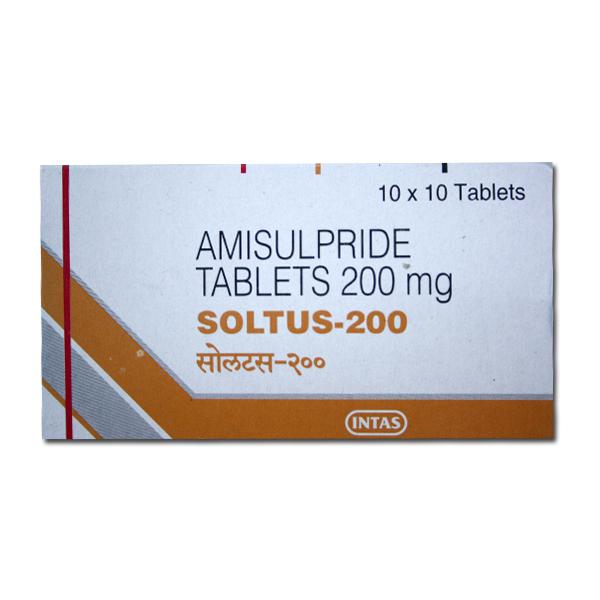 10 x 10 Tablets
AMISULPRIDE
TABLETS 200 mg
SOLTUS-200
सोलटस-२००
INTAS